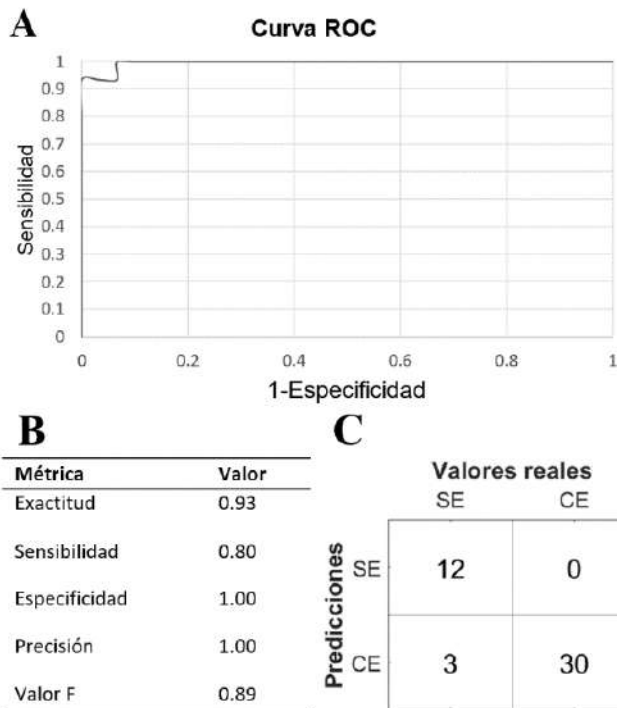 A
Curva ROC
Sensibilidad
1
0.9
0.8
0.7
0.6
0.5
0.4
0.3
0.2
0.1
0
0 0.2 0.4 0.6 0.8 1
1-Especificidad
B
Métrica Valor
Exactitud 0.93
Sensibilidad 0.80
Especificidad 1.00
Precisión 1.00
Valor F 0.89
C
Valores reales
SE CE
Predicciones
SE 12 0
CE 3 30